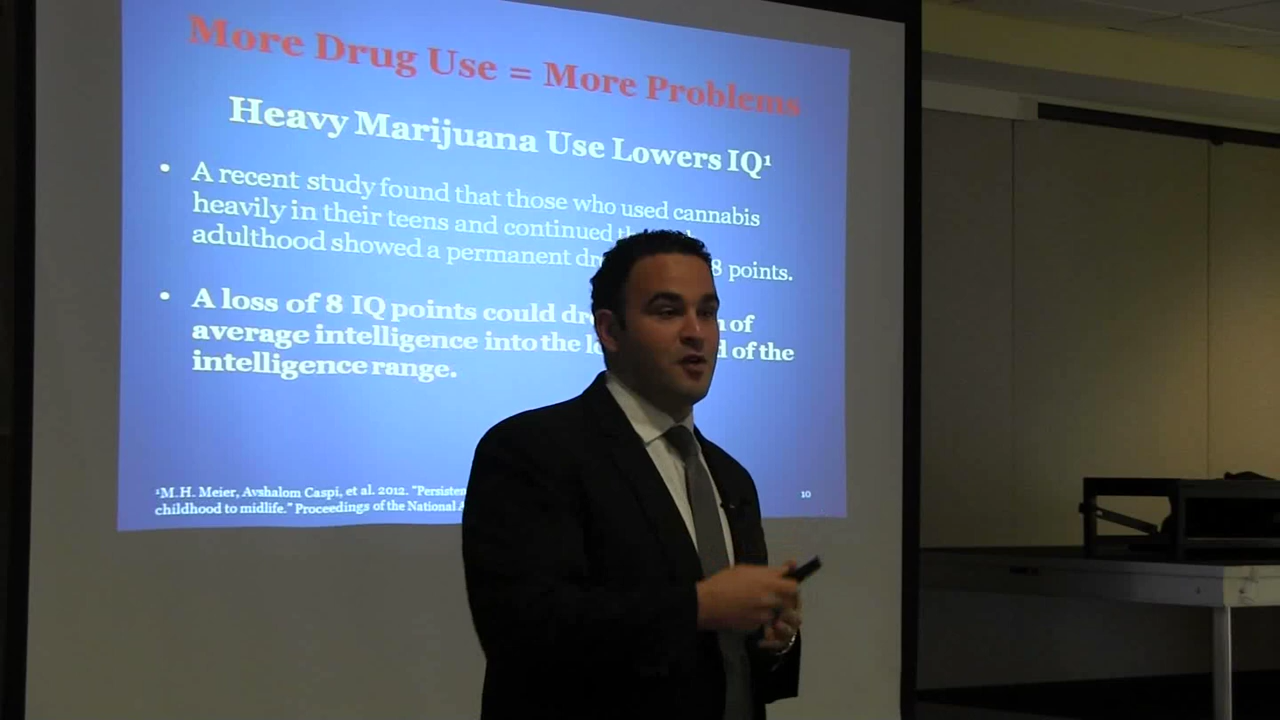 More Drug Use = More Problems
Heavy Marijuana Use Lowers IQ¹
• A recent study found that those who used cannabis
heavily in their teens and continued
adulthood showed a permanent 8 points.
• A loss of 8 IQ points could of
average intelligence into the of the
intelligence range.
¹M.H. Meier, Avshalom Caspi, et al. 2012. "Persisten
childhood to midlife." Proceedings of the National A
10